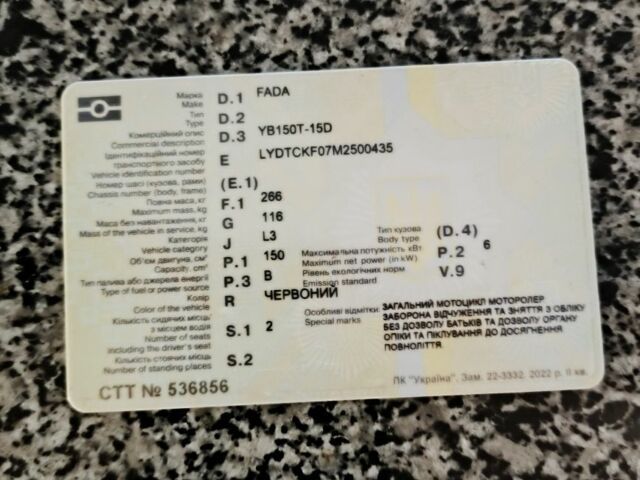 Марка D.1 FADA
Make
Тип D.2
Type
Комерційний опис D.3 YB150T-15D
Commercial description
Ідентифікаційний номер E LYDTCKF07M2500435
транспортного засобу
Vehicle identification number
Номер шасі (кузова, рами) (E.1)
Chassis number (body, frame)
Повна маса, кг F.1 266
Maximum mass, kg
Маса без навантаження, кг G 116
Mass of the vehicle in service, kg
Категорія J L3
Vehicle category
Об'єм двигуна, см³ P.1 150
Capacity, cm³
Тип палива або джерела енергії P.3 B
Type of fuel or power source
Колір R ЧЕРВОНИЙ
Color of the vehicle
Кількість сидячих місць S.1 2
з місцем водія
Number of seats
including the driver's seat
Кількість стоячих місць S.2
Number of standing places
Тип кузова (D.4)
Body type
Максимальна потужність кВт P.2 6
Maximum net power (in kW)
Рівень екологічних норм V.9
Emission standard
Особливі відмітки ЗАГАЛЬНИЙ МОТОЦИКЛ МОТОРОЛЕР
Special marks ЗАБОРОНА ВІДЧУЖЕННЯ ТА ЗНЯТТЯ З ОБЛІКУ
БЕЗ ДОЗВОЛУ БАТЬКІВ ТА ДОЗВОЛУ ОРГАНУ
ОПІКИ ТА ПІКЛУВАННЯ ДО ДОСЯГНЕННЯ
ПОВНОЛІТТЯ.
СТТ № 536856
ПК "Україна". Зам. 22-3332. 2022 р. II кв.